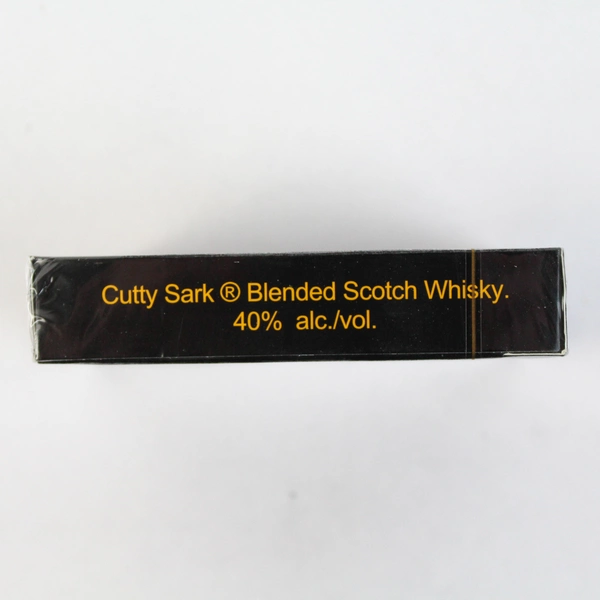 Cutty Sark ® Blended Scotch Whisky.
40% alc./vol.